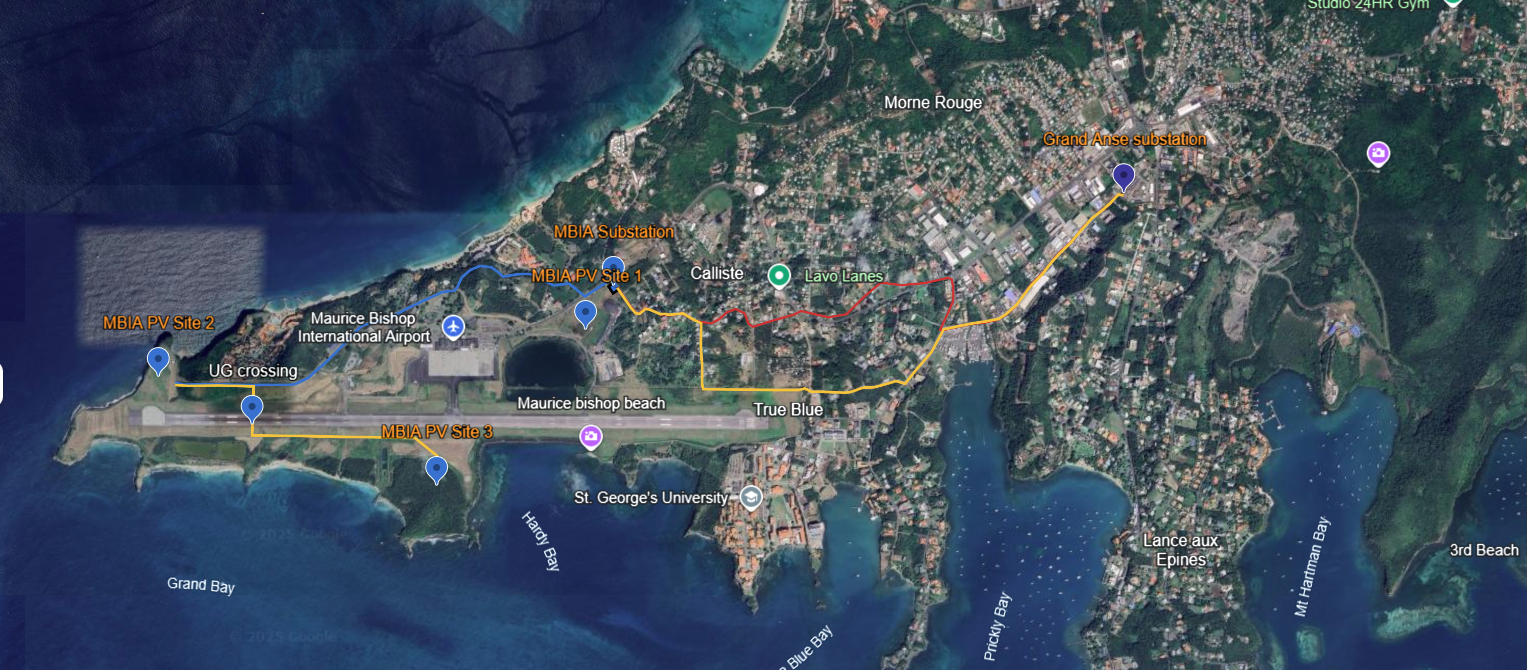 Studio 24HR Gym
Morne Rouge
Grand Anse substation
MBIA Substation
MBIA PV Site 1
Calliste
Lavo Lanes
MBIA PV Site 2
Maurice Bishop
International Airport
UG crossing
Maurice bishop beach
True Blue
MBIA PV Site 3
St. George's University
Hardy Bay
Grand Bay
Lance aux
Epines
3rd Beach
Mt Hartman Bay
Prickly Bay
Blue Bay